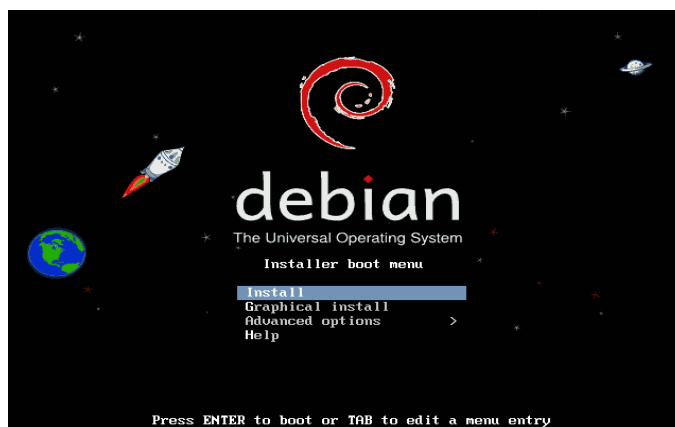 debian
The Universal Operating System
Installer boot menu
Install
Graphical install
Advanced options >
Help
Press ENTER to boot or TAB to edit a menu entry